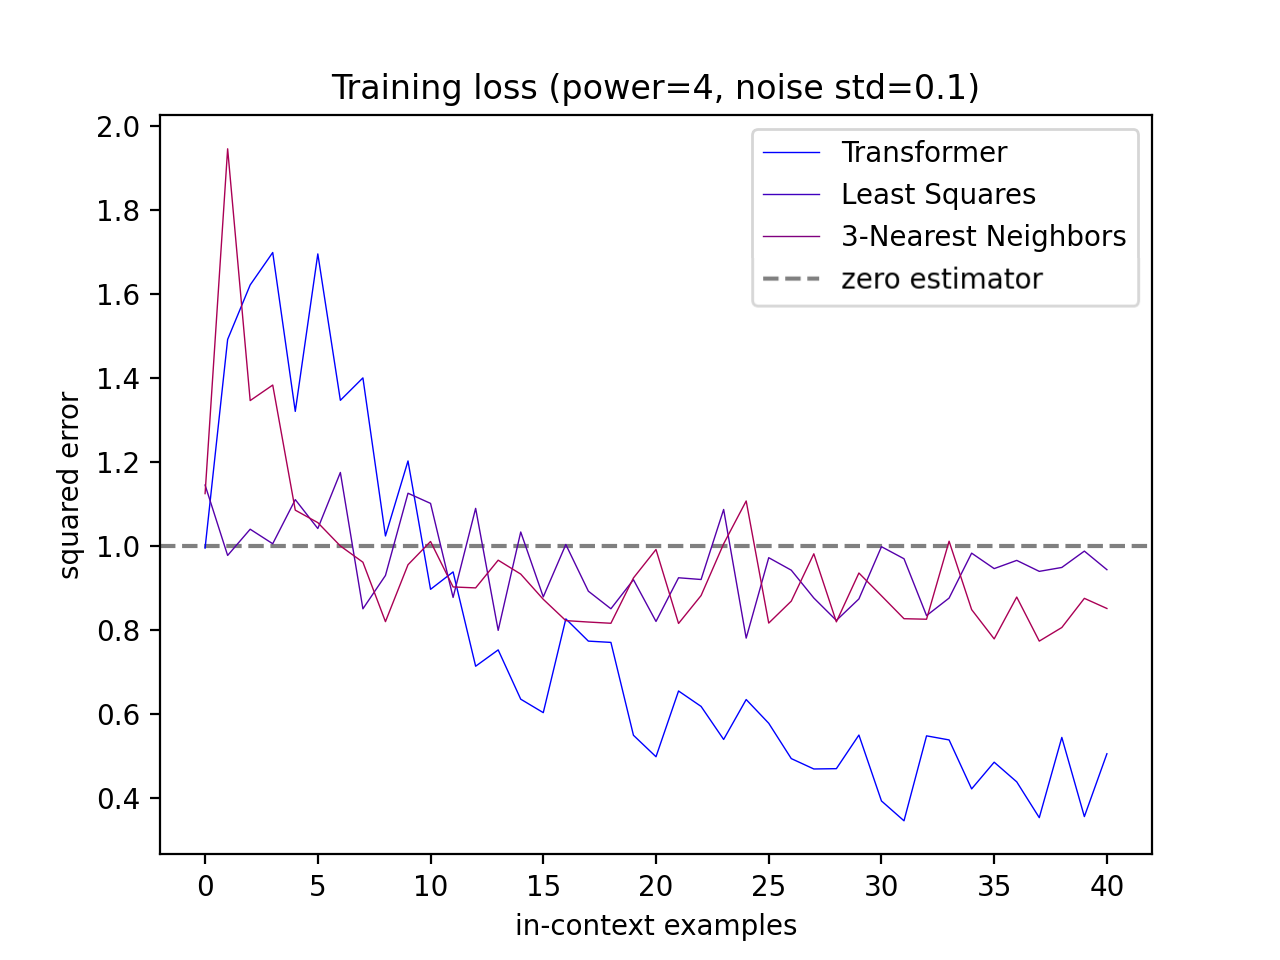 Training loss (power=4, noise std=0.1)
2.0
1.8
1.6
1.4
1.2
1.0
0.8
0.6
0.4
squared error
Transformer
Least Squares
3-Nearest Neighbors
zero estimator
0 5 10 15 20 25 30 35 40
in-context examples